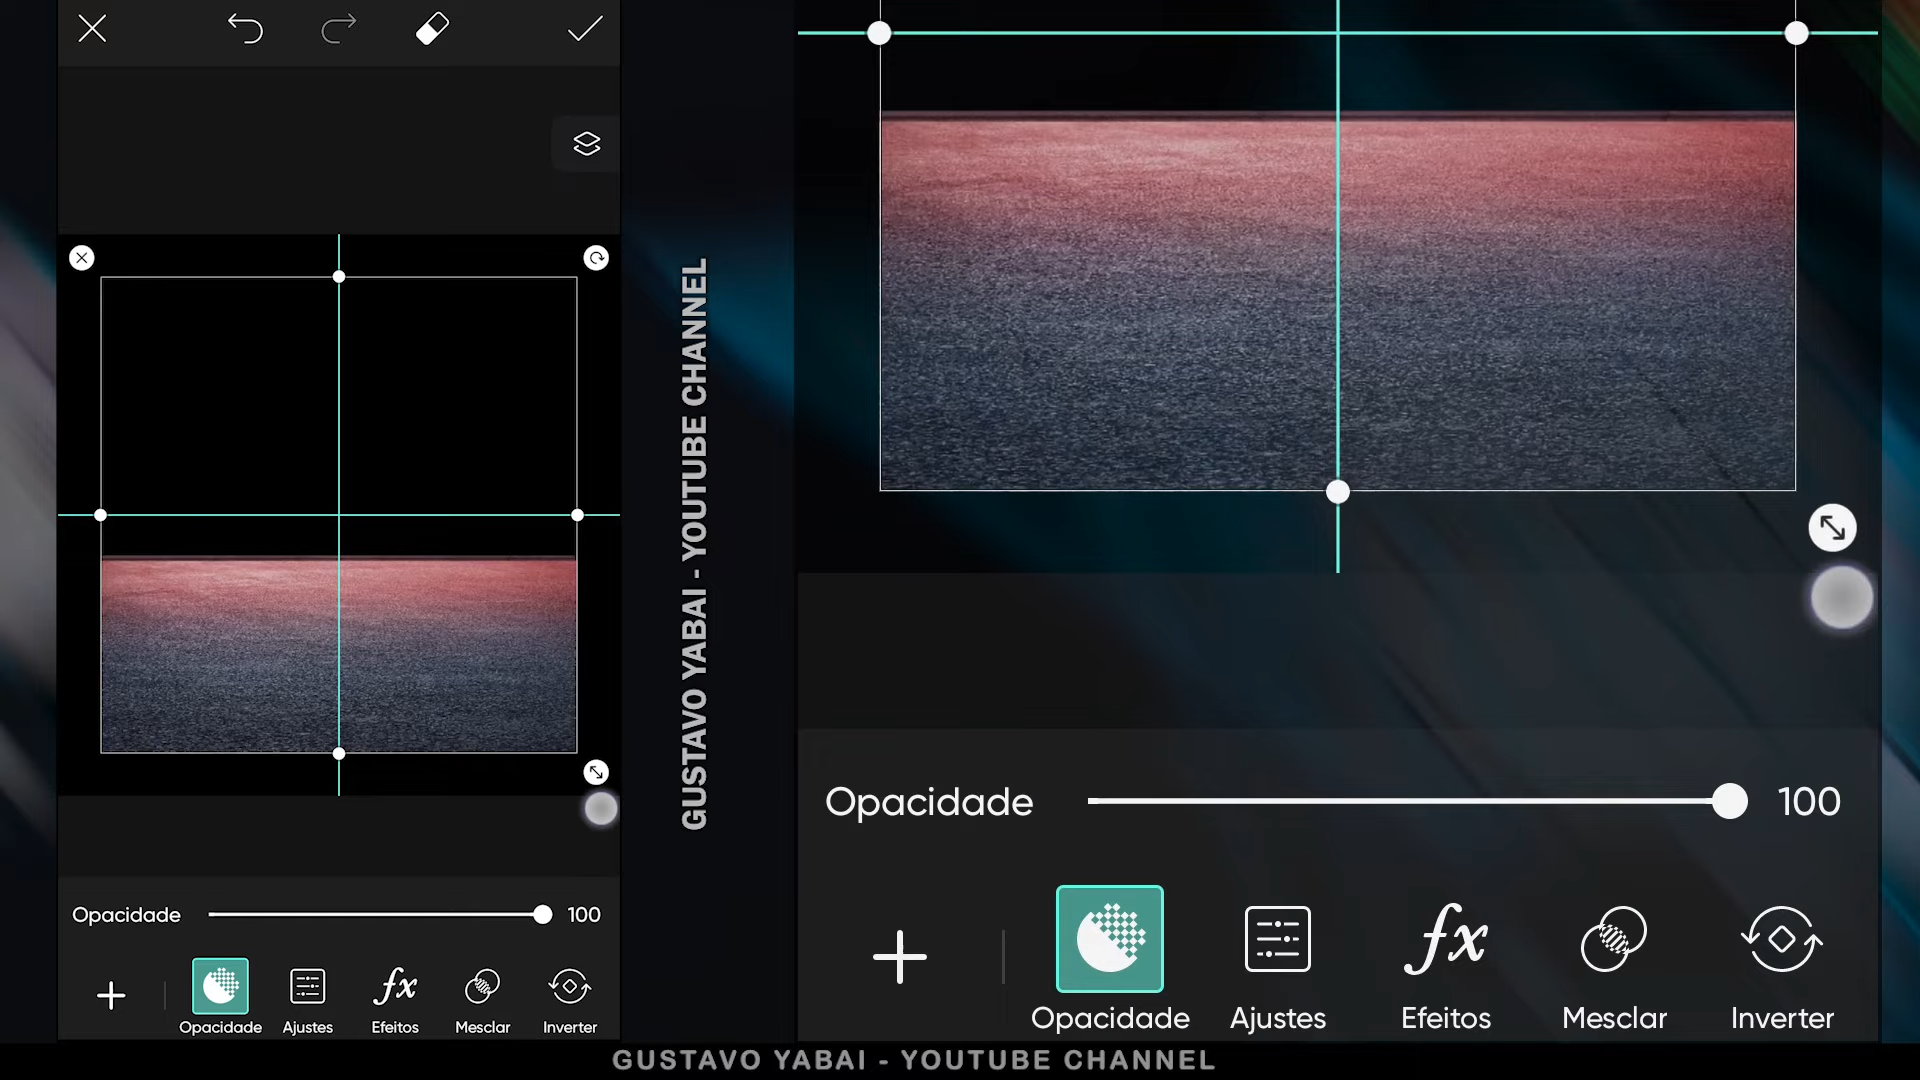 Opacidade 100
Opacidade Ajustes Efeitos Mesclar Inverter
GUSTAVO YABAI - YOUTUBE CHANNEL
Opacidade 100
Opacidade Ajustes Efeitos Mesclar Inverter
GUSTAVO YABAI - YOUTUBE CHANNEL